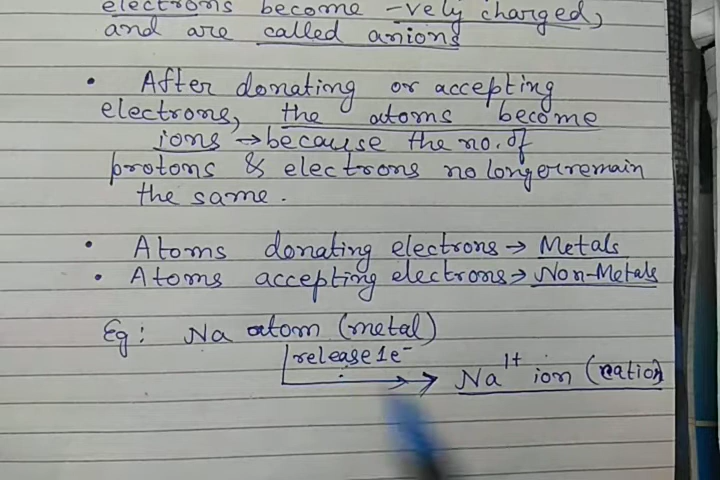 electrons become -vely charged,
and are called anions
• After donating or accepting
electrons, the atoms become
ions → because the no. of
protons & electrons no longer remain
the same.
• Atoms donating electrons → Metals
• Atoms accepting electrons → Non-Metals
Eg: Na atom (metal)
release 1e⁻
Na¹⁺ ion (cation)